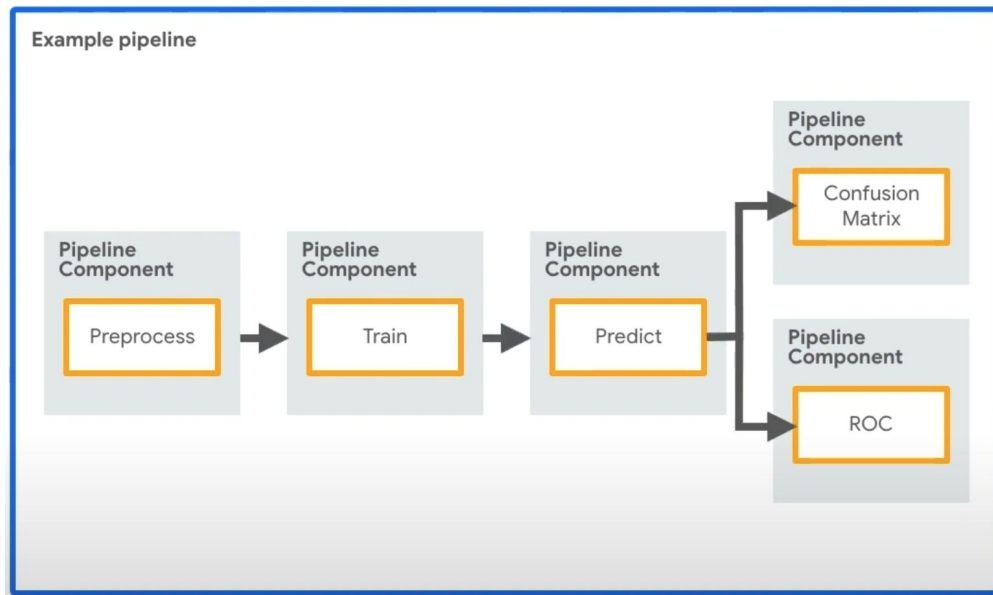 Example pipeline
Pipeline
Component
Preprocess
Pipeline
Component
Train
Pipeline
Component
Predict
Pipeline
Component
Confusion
Matrix
Pipeline
Component
ROC